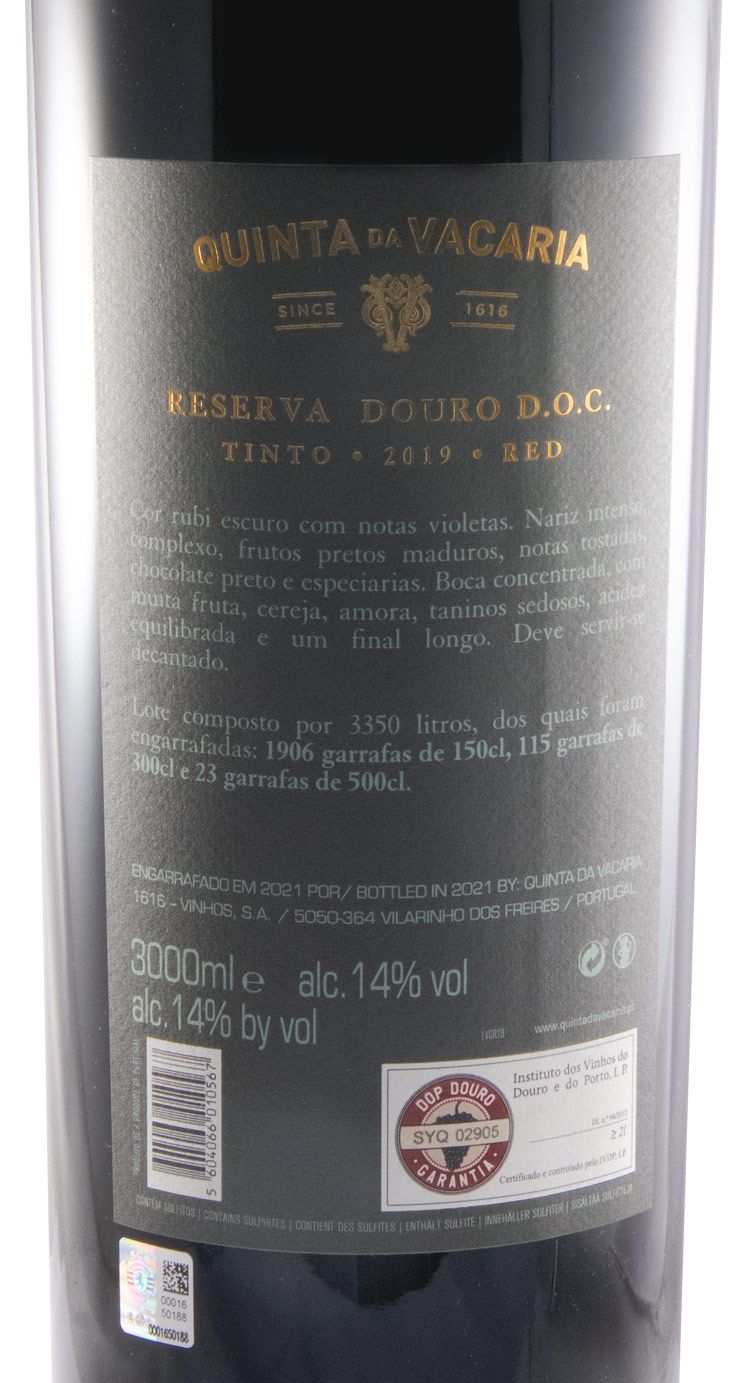 QUINTA DA VACARIA
SINCE 1616
RESERVA DOURO D.O.C.
TINTO • 2019 • RED
Cor rubi escuro com notas violetas. Nariz intenso,
complexo, frutos pretos maduros, notas tostadas,
chocolate preto e especiarias. Boca concentrada, com
muita fruta, cereja, amora, taninos sedosos, acidez
equilibrada e um final longo. Deve servir-se
decantado.
Lote composto por 3350 litros, dos quais foram
engarrafadas: 1906 garrafas de 150cl, 115 garrafas de
300cl e 23 garrafas de 500cl.
ENGARRAFADO EM 2021 POR/ BOTTLED IN 2021 BY: QUINTA DA VACARIA
1616 - VINHOS, S.A. / 5050-364 VILARINHO DOS FREIRES / PORTUGAL
3000ml e alc. 14% vol
alc. 14% by vol
www.quintadavacaria.pt
5 604066 010567
DOP DOURO
SYQ 02905
GARANTIA
Instituto dos Vinhos do
Douro e do Porto, I. P.
DL n.º 94/2012
≥ 2l
Certificado e controlado pelo IVDP, I.P.
CONTÉM SULFITOS | CONTAINS SULPHITES | CONTIENT DES SULFITES | ENTHÄLT SULFITE | INNEHÅLLER SULFITER | SISÄLTÄÄ SULFIITTEJA
00016
50188
0001650188